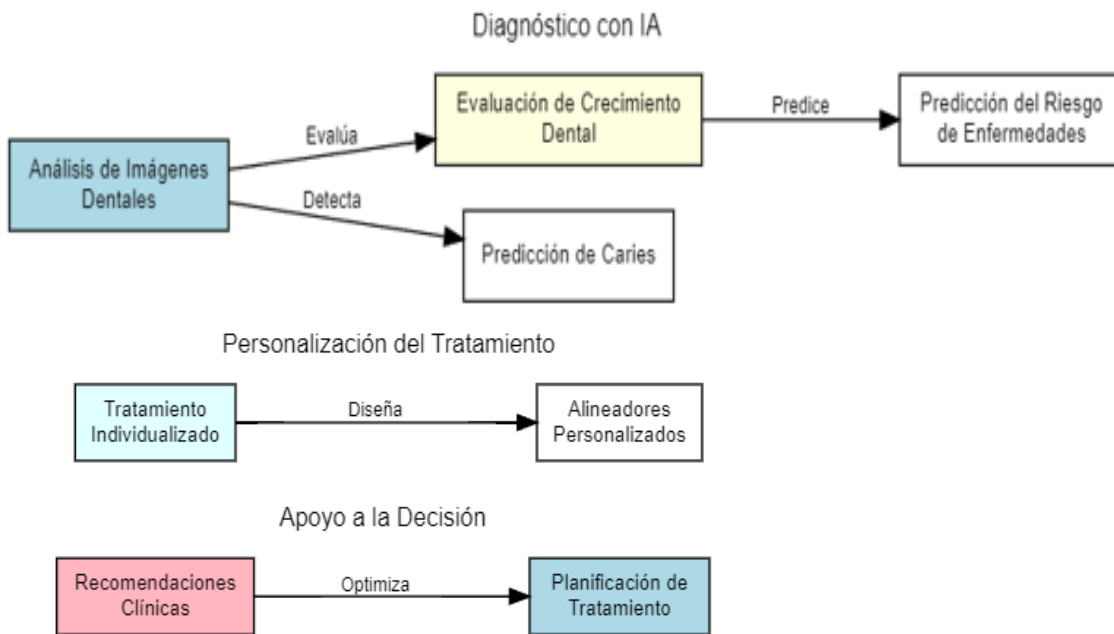 Diagnóstico con IA
Evaluación de Crecimiento
Dental
Predice
Predicción del Riesgo
de Enfermedades
Evalúa
Análisis de Imágenes
Dentales
Detecta
Predicción de Caries
Personalización del Tratamiento
Tratamiento
Individualizado
Diseña
Alineadores
Personalizados
Apoyo a la Decisión
Recomendaciones
Clínicas
Optimiza
Planificación de
Tratamiento